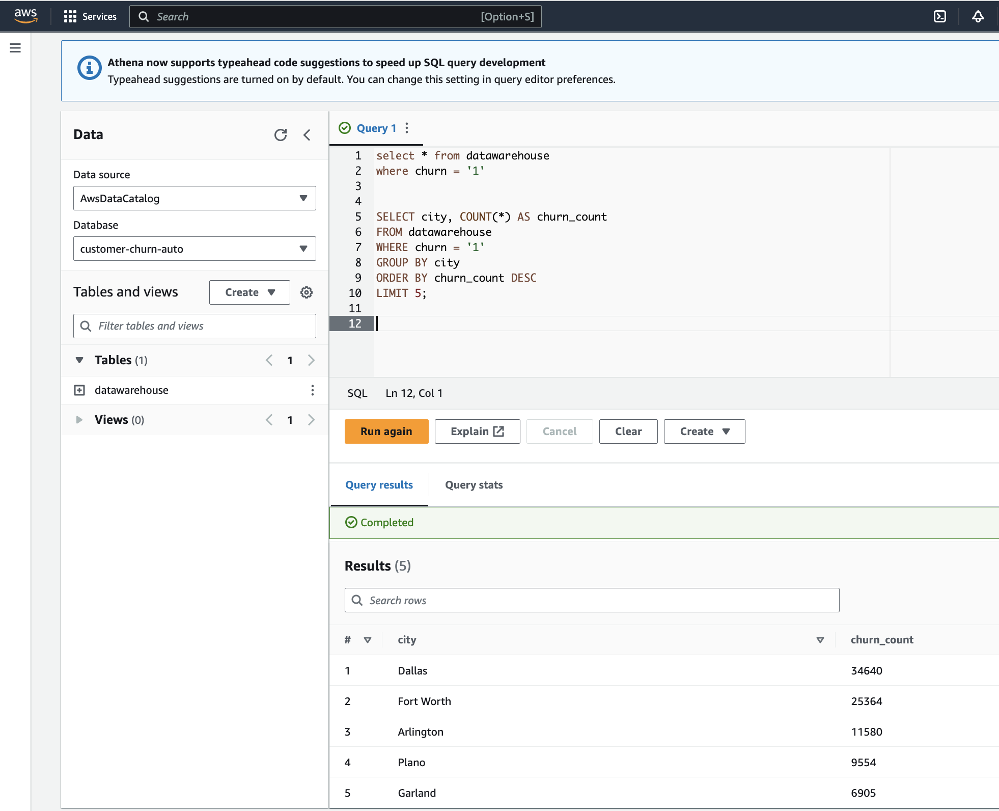 aws
Services
Search
[Option+S]
Athena now supports typeahead code suggestions to speed up SQL query development
Typeahead suggestions are turned on by default. You can change this setting in query editor preferences.
Data
Data source
AwsDataCatalog
Database
customer-churn-auto
Tables and views
Create
Filter tables and views
Tables (1)
1
datawarehouse
Views (0)
1
Query 1
1 select * from datawarehouse
2 where churn = '1'
3
4
5 SELECT city, COUNT(*) AS churn_count
6 FROM datawarehouse
7 WHERE churn = '1'
8 GROUP BY city
9 ORDER BY churn_count DESC
10 LIMIT 5;
11
12
SQL Ln 12, Col 1
Run again
Explain
Cancel
Clear
Create
Query results
Query stats
Completed
Results (5)
Search rows
# city churn_count
1 Dallas 34640
2 Fort Worth 25364
3 Arlington 11580
4 Plano 9554
5 Garland 6905